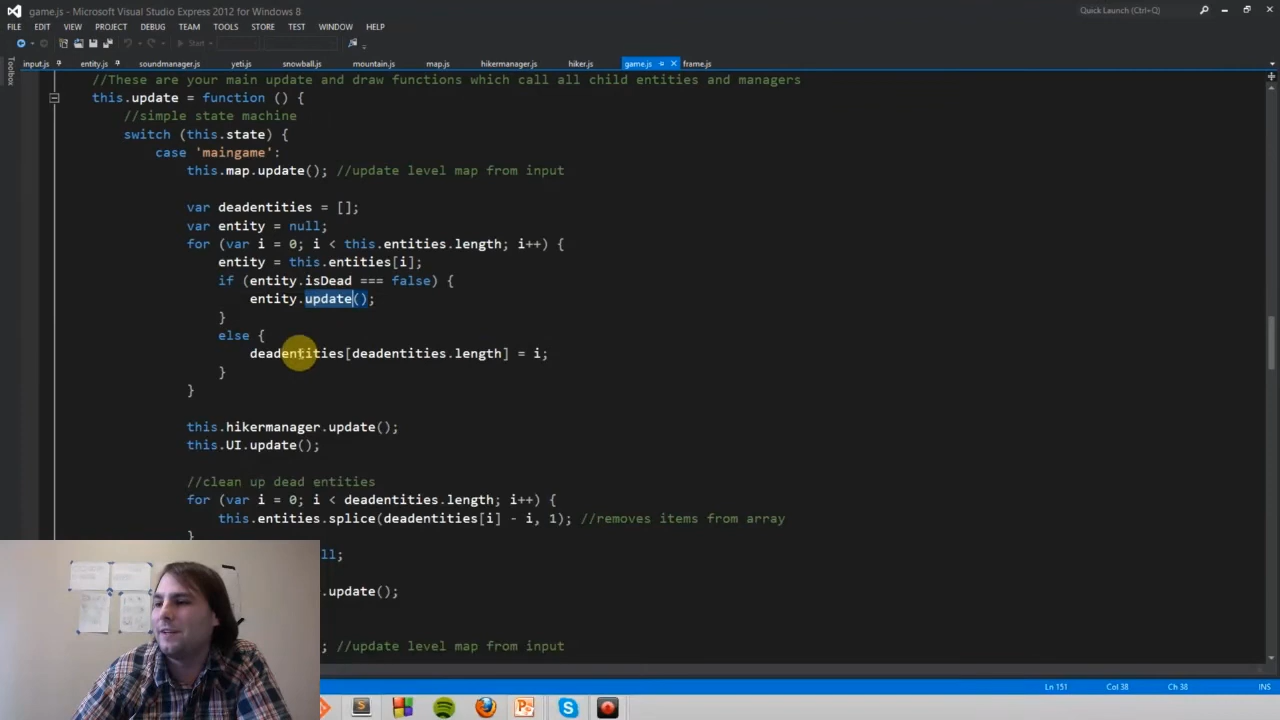 game.js - Microsoft Visual Studio Express 2012 for Windows 8
Quick Launch (Ctrl+Q)
FILE EDIT VIEW PROJECT DEBUG TEAM TOOLS STORE TEST WINDOW HELP
Start
Toolbox
input.js entity.js soundmanager.js yeti.js snowball.js mountain.js map.js hikermanager.js hiker.js game.js frame.js
//These are your main update and draw functions which call all child entities and managers
this.update = function () {
//simple state machine
switch (this.state) {
case 'maingame':
this.map.update(); //update level map from input
var deadentities = [];
var entity = null;
for (var i = 0; i < this.entities.length; i++) {
entity = this.entities[i];
if (entity.isDead === false) {
entity.update();
}
else {
deadentities[deadentities.length] = i;
}
}
this.hikermanager.update();
this.UI.update();
//clean up dead entities
for (var i = 0; i < deadentities.length; i++) {
this.entities.splice(deadentities[i] - i, 1); //removes items from array
}
ll;
.update();
; //update level map from input
Ln 151 Col 38 Ch 38 INS